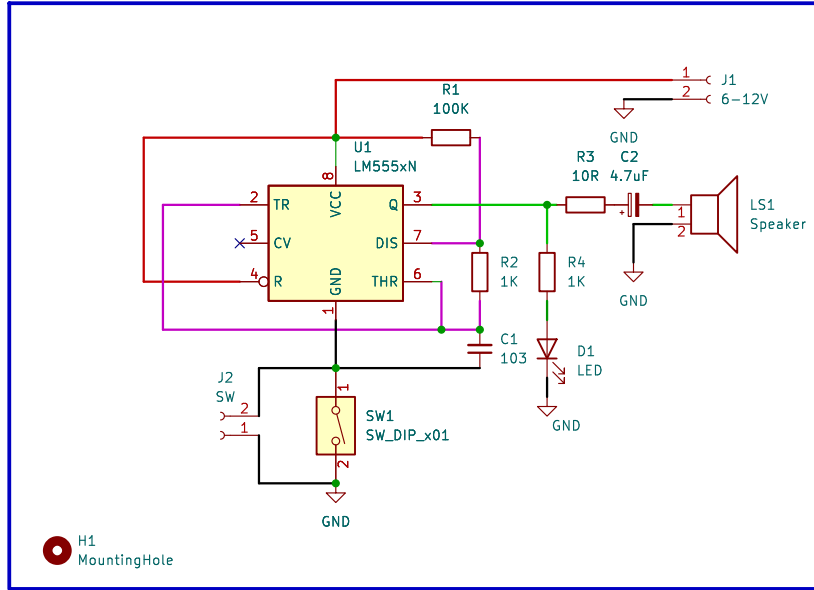 1
J1
2
6-12V
GND
R1
100K
U1
LM555xN
R3
10R
C2
4.7uF
8
VCC
2
TR
Q
3
5
CV
DIS
7
4
R
GND
THR
6
1
R2
1K
R4
1K
1
2
LS1
Speaker
GND
C1
103
D1
LED
GND
J2
SW
2
1
1
SW1
SW_DIP_x01
2
GND
H1
MountingHole